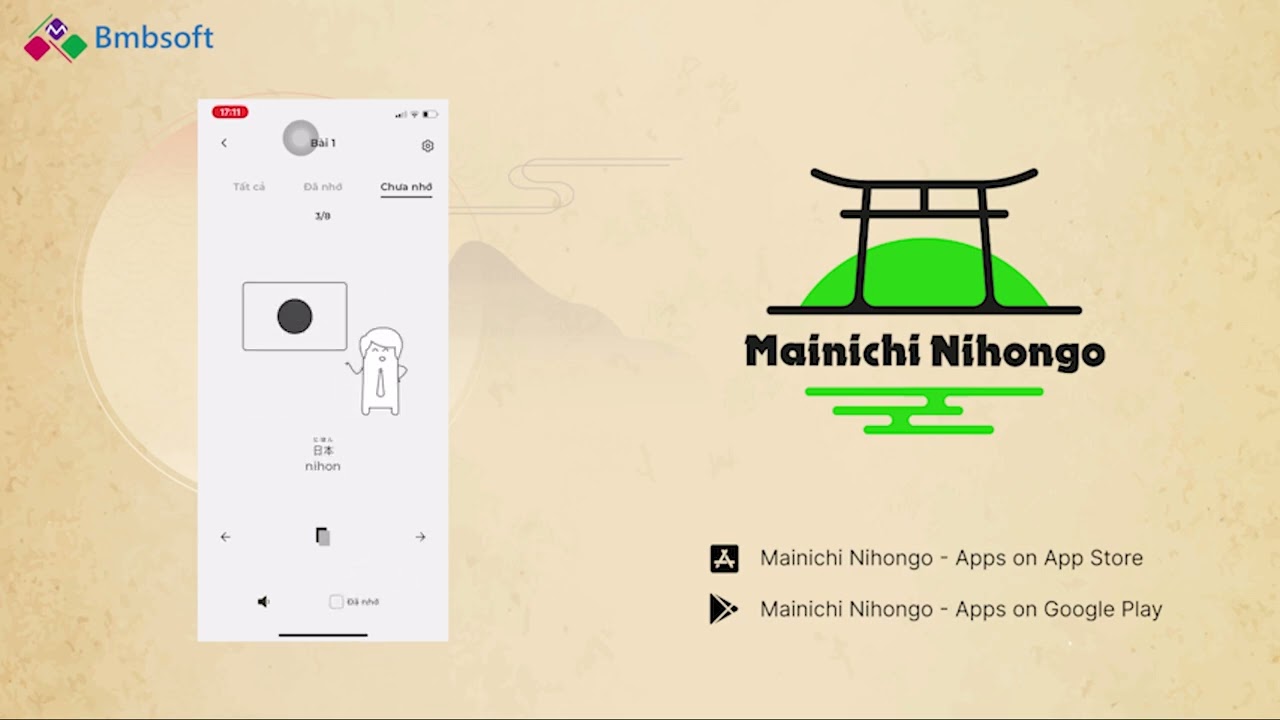 Bmbsoft
17:11
Bài 1
Tất cả Đã nhớ Chưa nhớ
3/8
にほん
日本
nihon
Đã nhớ
Mainichi Nihongo
Mainichi Nihongo - Apps on App Store
Mainichi Nihongo - Apps on Google Play